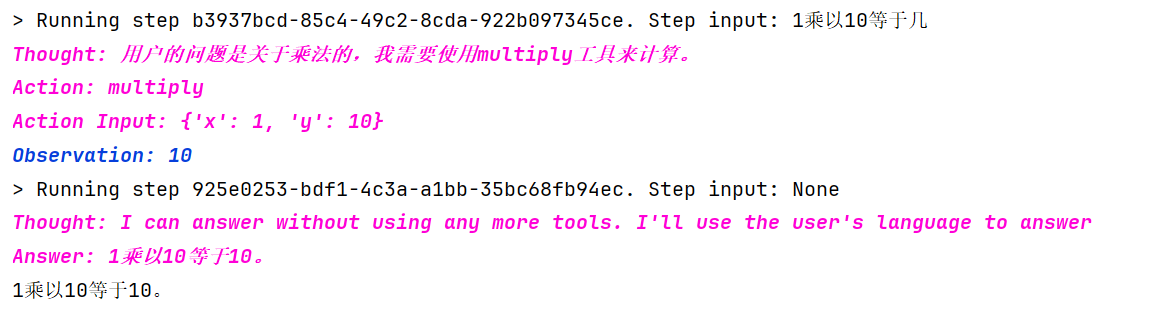 > Running step b3937bcd-85c4-49c2-8cda-922b097345ce. Step input: 1乘以10等于几
Thought: 用户的问题是关于乘法的，我需要使用multiply工具来计算。
Action: multiply
Action Input: {'x': 1, 'y': 10}
Observation: 10
> Running step 925e0253-bdf1-4c3a-a1bb-35bc68fb94ec. Step input: None
Thought: I can answer without using any more tools. I'll use the user's language to answer
Answer: 1乘以10等于10。
1乘以10等于10。